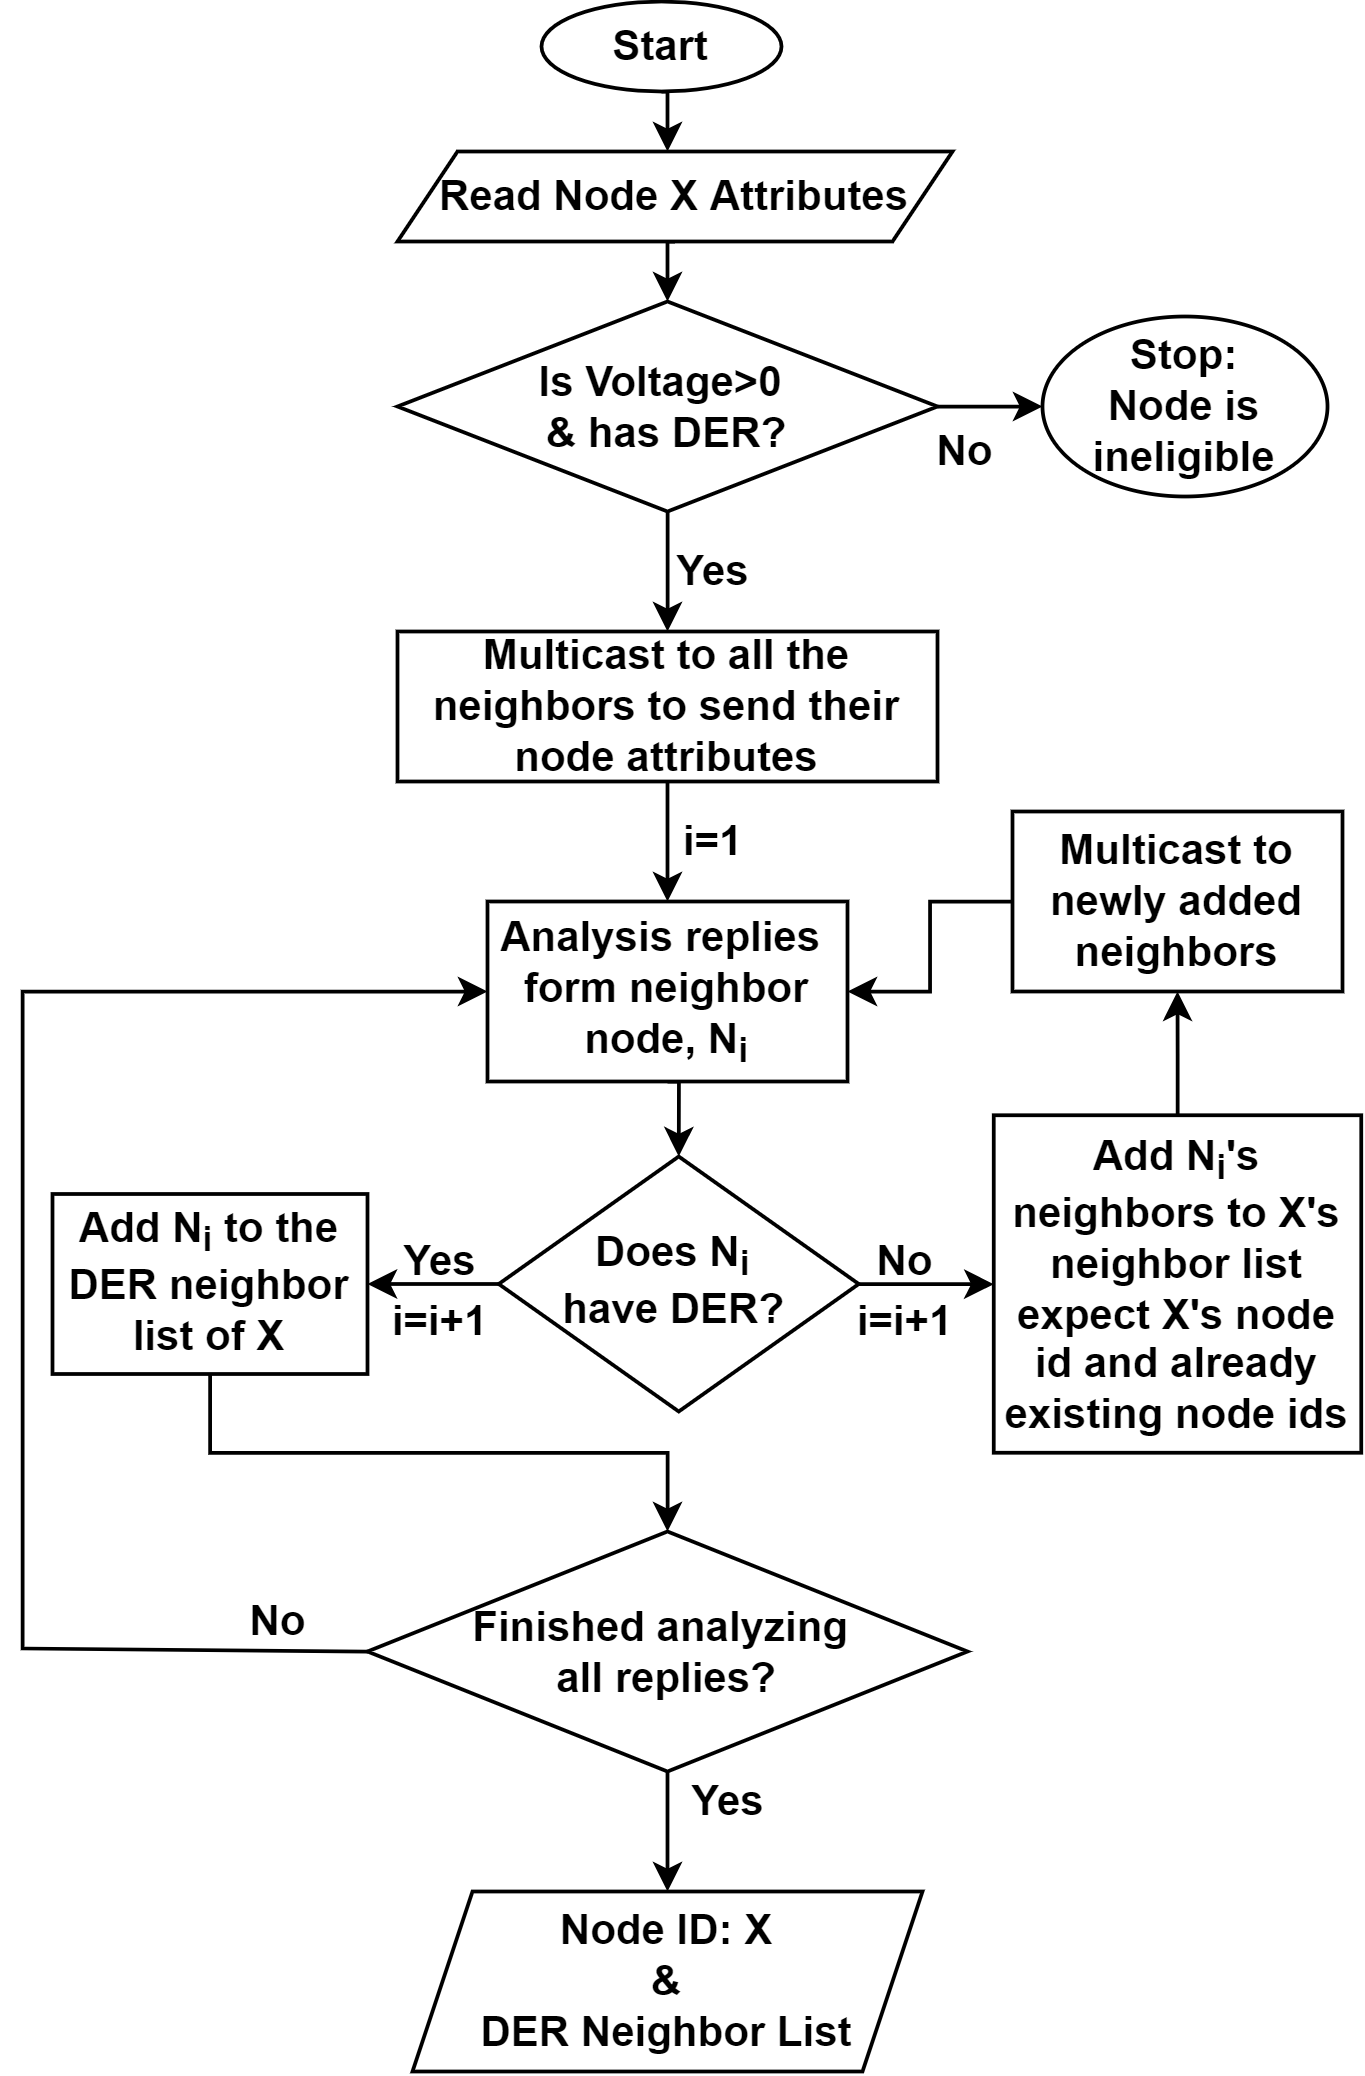 Start
Read Node X Attributes
Is Voltage>0
& has DER?
No
Stop:
Node is
ineligible
Yes
Multicast to all the
neighbors to send their
node attributes
i=1
Analysis replies
form neighbor
node, Ni
Multicast to
newly added
neighbors
Does Ni
have DER?
Yes
i=i+1
No
i=i+1
Add Ni to the
DER neighbor
list of X
Add Ni's
neighbors to X's
neighbor list
expect X's node
id and already
existing node ids
Finished analyzing
all replies?
No
Yes
Node ID: X
&
DER Neighbor List